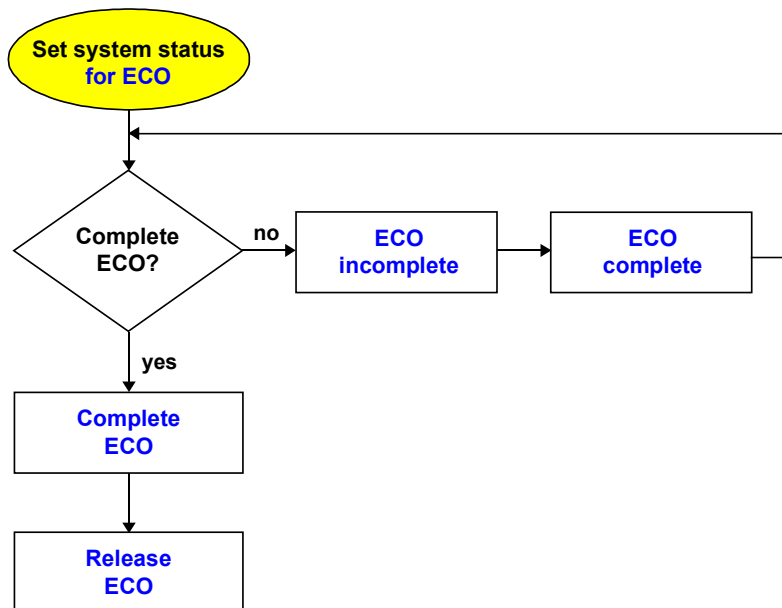 Set system status
for ECO
Complete
ECO?
no
ECO
incomplete
ECO
complete
yes
Complete
ECO
Release
ECO